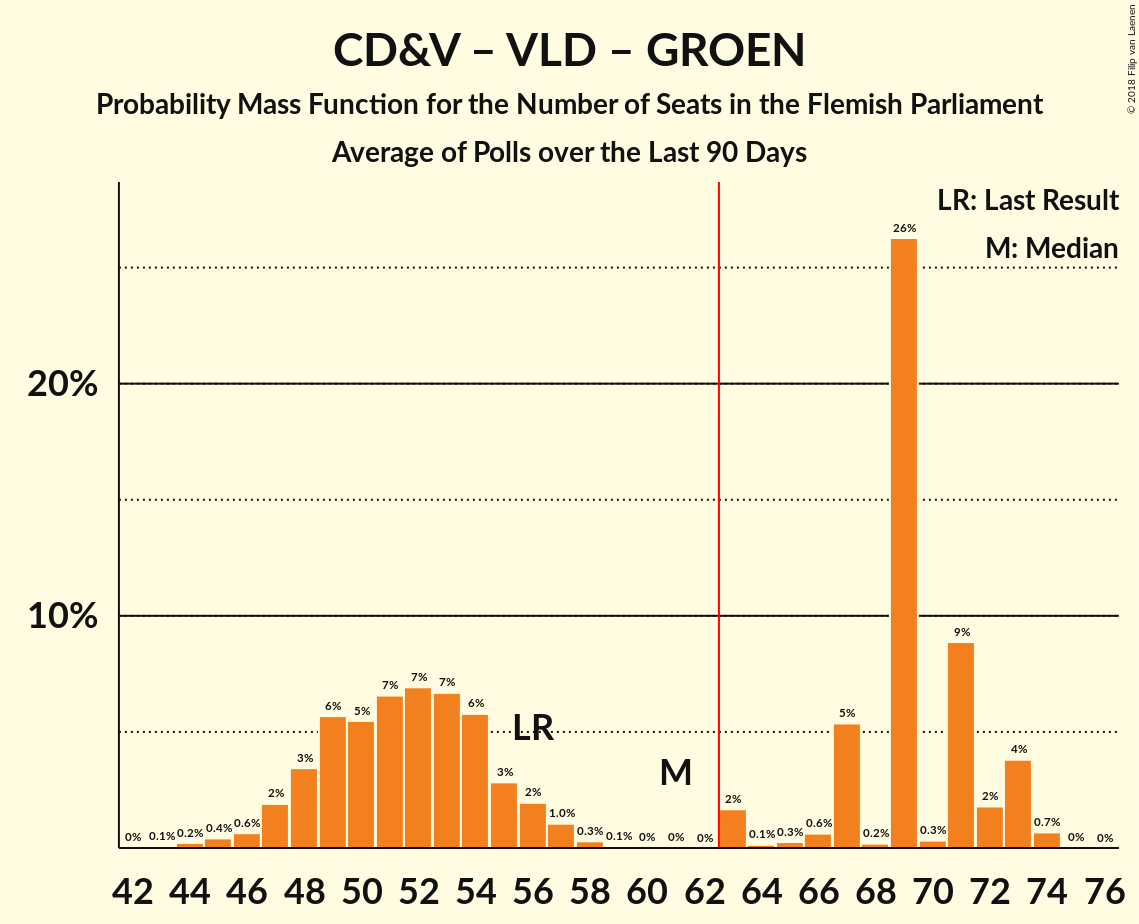 CD&V – VLD – GROEN
Probability Mass Function for the Number of Seats in the Flemish Parliament
Average of Polls over the Last 90 Days
© 2018 Filip van Laenen
LR: Last Result
M: Median
20%
10%
0% 0.1% 0.2% 0.4% 0.6% 2% 3% 6% 5% 7% 7% 7% 6% 3% 2% 1.0% 0.3% 0.1% 0% 0% 0% 2% 0.1% 0.3% 0.6% 5% 0.2% 26% 0.3% 9% 2% 4% 0.7% 0% 0%
LR
M
42 44 46 48 50 52 54 56 58 60 62 64 66 68 70 72 74 76